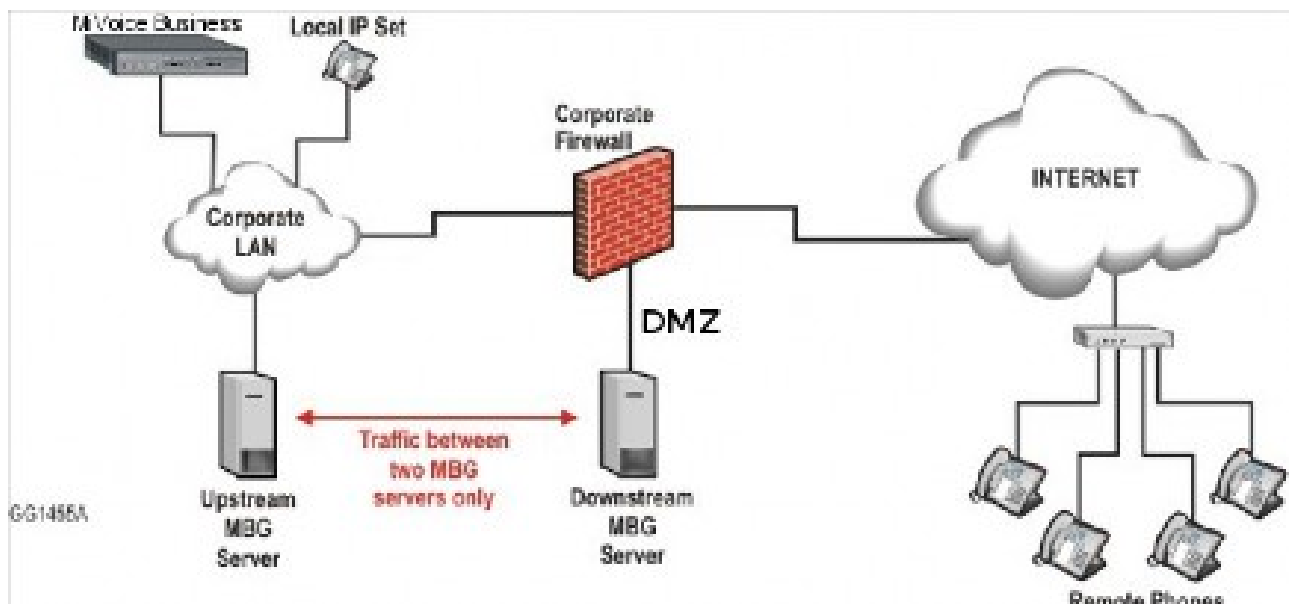 MiVoice Business
Local IP Set
Corporate
Firewall
INTERNET
Corporate
LAN
DMZ
Traffic between
two MBG
servers only
Upstream
MBG
Server
Downstream
MBG
Server
GG1455A
Remote Phones